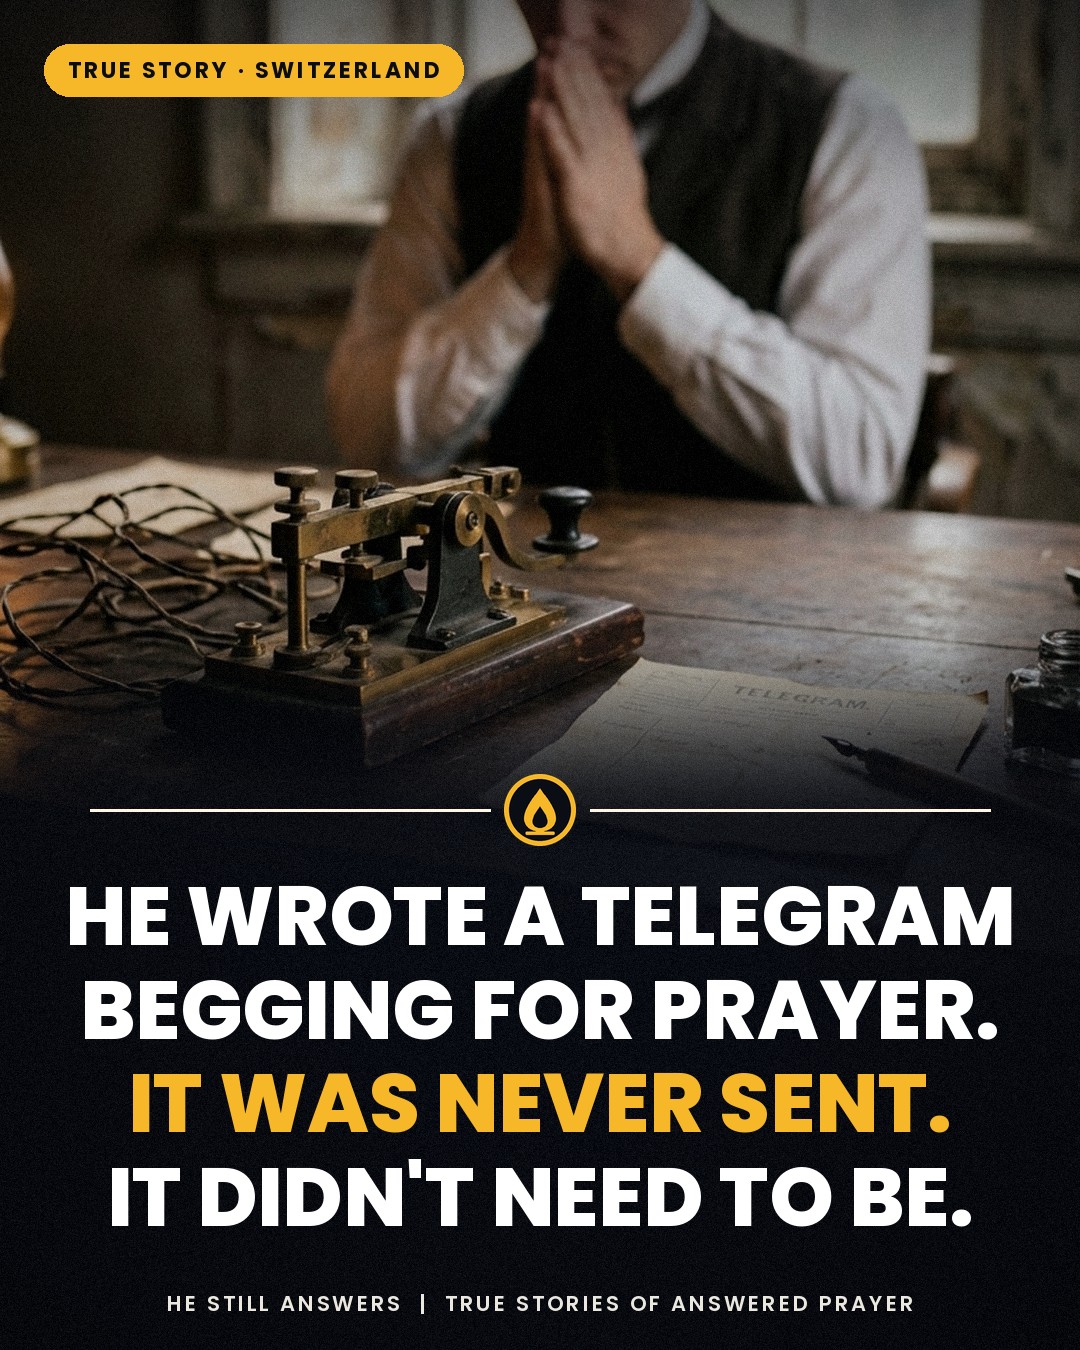 TRUE STORY · SWITZERLAND
TELEGRAM
HE WROTE A TELEGRAM
BEGGING FOR PRAYER.
IT WAS NEVER SENT.
IT DIDN'T NEED TO BE.
HE STILL ANSWERS | TRUE STORIES OF ANSWERED PRAYER